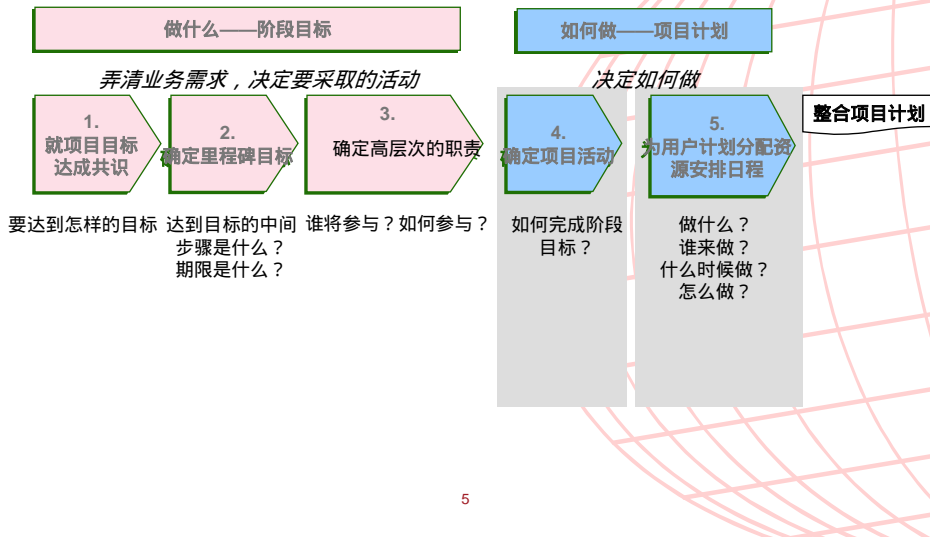 做什么——阶段目标
如何做——项目计划
弄清业务需求，决定要采取的活动
决定如何做
1.
就项目目标
达成共识
2.
确定里程碑目标
3.
确定高层次的职责
4.
确定项目活动
5.
为用户计划分配资
源安排日程
整合项目计划
要达到怎样的目标
达到目标的中间
步骤是什么？
期限是什么？
谁将参与？如何参与？
如何完成阶段
目标？
做什么？
谁来做？
什么时候做？
怎么做？
5